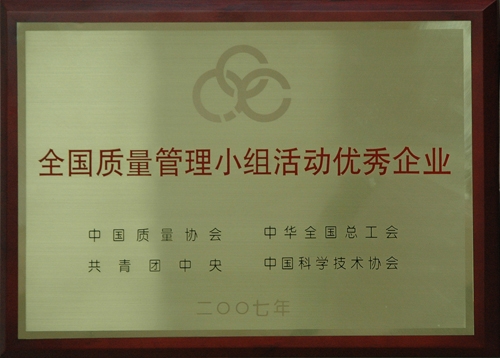 全国质量管理小组活动优秀企业
中国质量协会 中华全国总工会
共青团中央 中国科学技术协会
二〇〇七年